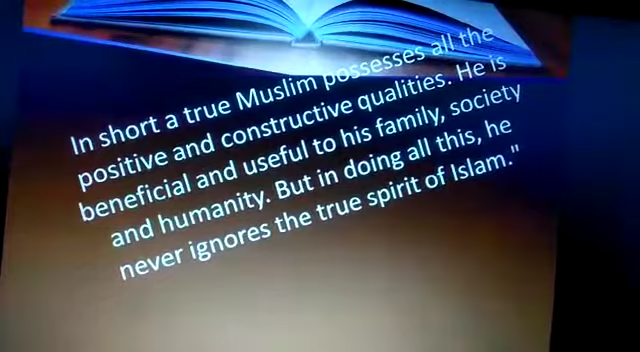 In short a true Muslim possesses all the
positive and constructive qualities. He is
beneficial and useful to his family, society
and humanity. But in doing all this, he
never ignores the true spirit of Islam."